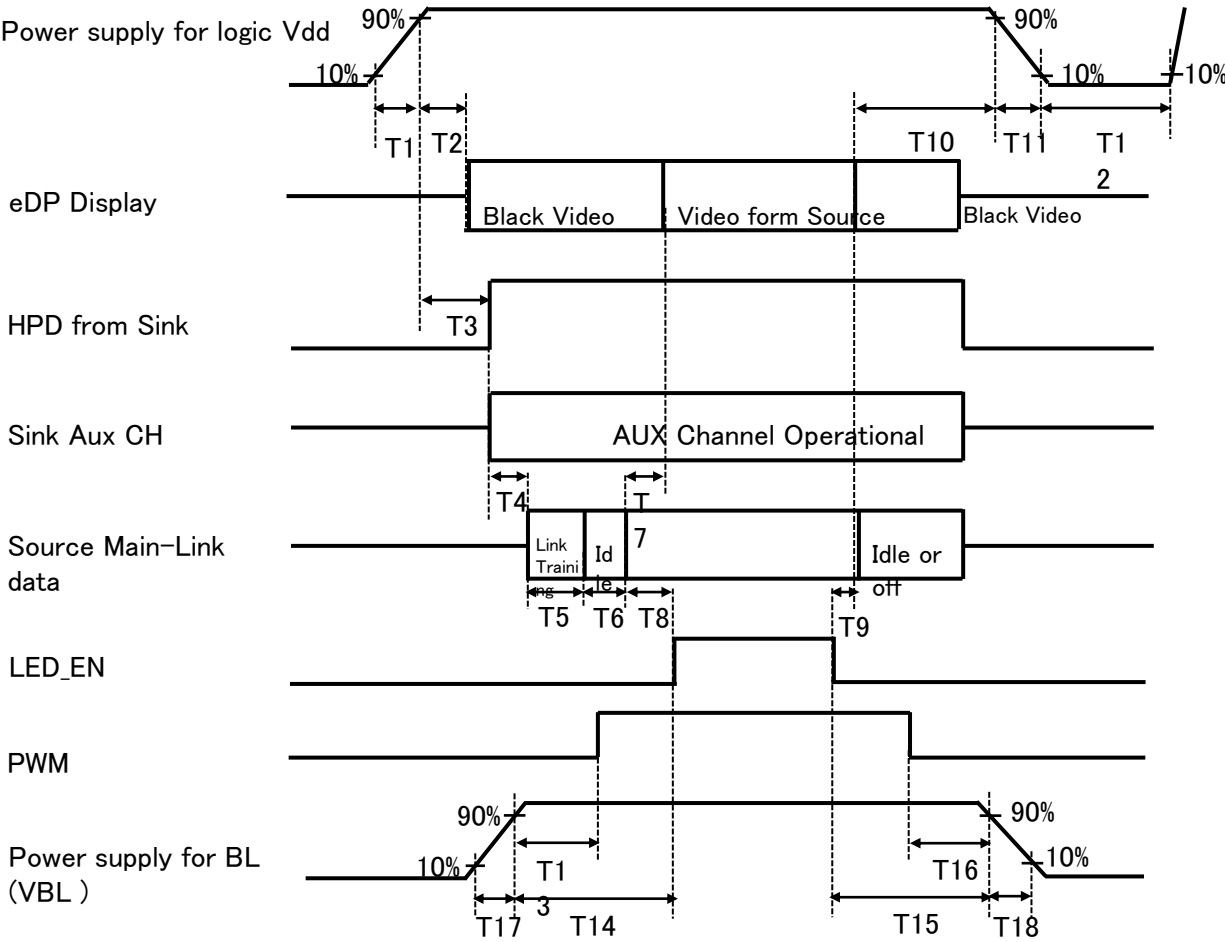 90%
90%
Power supply for logic Vdd
10%
10%
10%
T1
T2
T10
T11
T1
2
eDP Display
Black Video
Video form Source
Black Video
HPD from Sink
T3
Sink Aux CH
AUX Channel Operational
T4
T
7
Source Main-Link
data
Link
Traini
ng
Id
le
Idle or
off
T5
T6
T8
T9
LED_EN
PWM
90%
90%
Power supply for BL
(VBL )
10%
10%
T1
3
T16
T17
T14
T15
T18